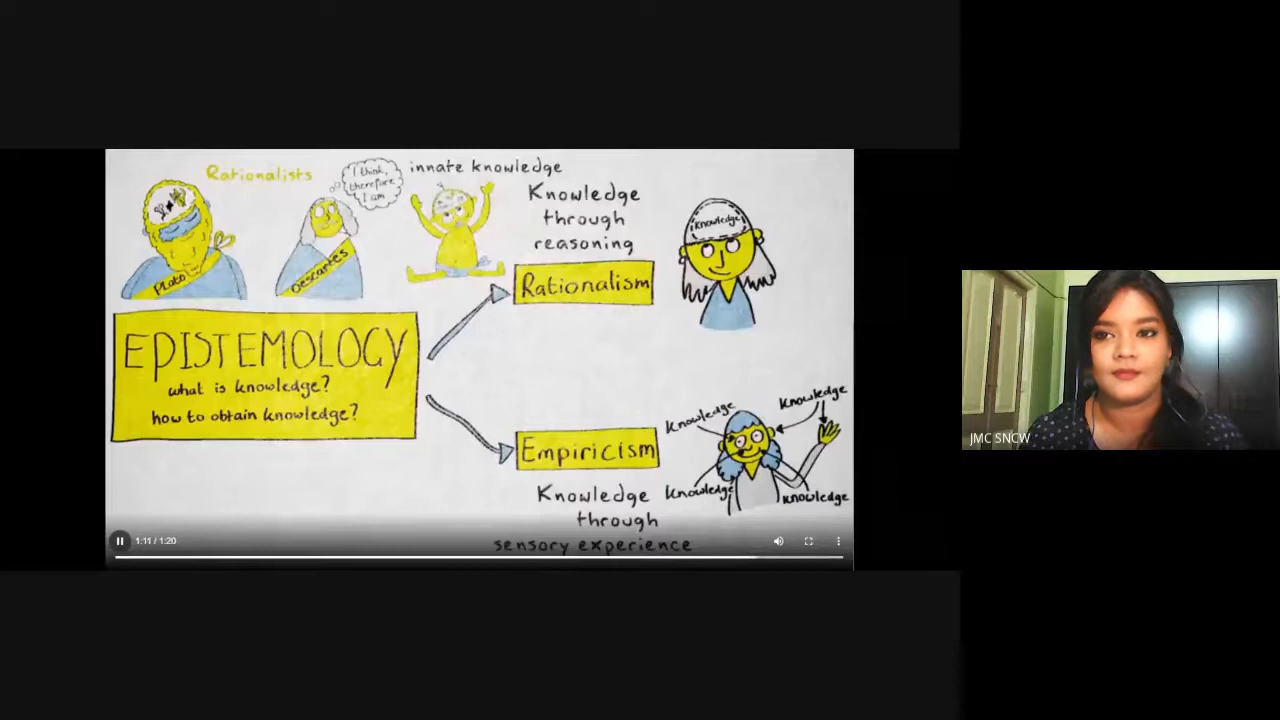 Rationalists
I think,
therefore
I am
innate knowledge
Plato
Descartes
Knowledge
through
reasoning
Rationalism
Knowledge
EPISTEMOLOGY
what is knowledge?
how to obtain knowledge?
Empiricism
Knowledge
through
sensory experience
Knowledge
Knowledge
Knowledge
Knowledge
1:11 / 1:20
JMC SNCW